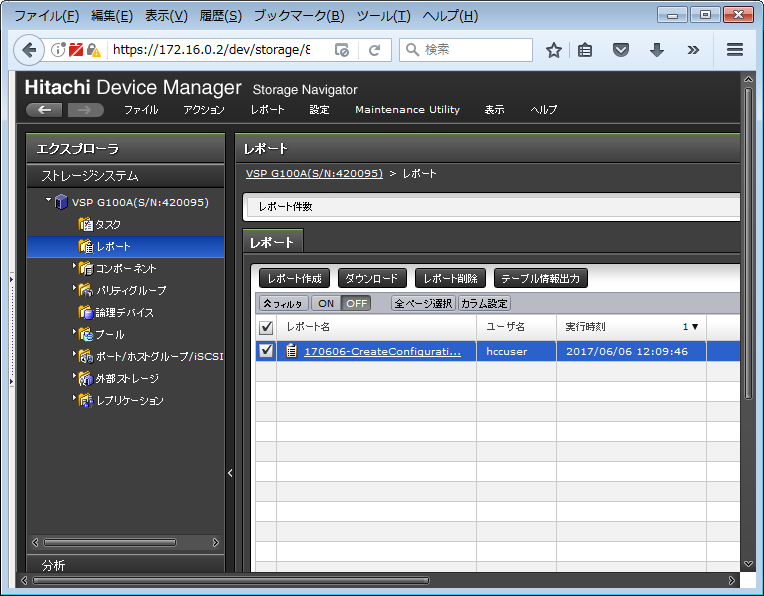 ファイル(F) 編集(E) 表示(V) 履歴(S) ブックマーク(B) ツール(T) ヘルプ(H)
https://172.16.0.2/dev/storage/8 検索
Hitachi Device Manager Storage Navigator
ファイル アクション レポート 設定 Maintenance Utility 表示 ヘルプ
エクスプローラ
ストレージシステム
VSP G100A(S/N:420095)
タスク
レポート
コンポーネント
パリティグループ
論理デバイス
プール
ポート/ホストグループ/iSCSI
外部ストレージ
レプリケーション
分析
レポート
VSP G100A(S/N:420095) > レポート
レポート件数
レポート
レポート作成 ダウンロード レポート削除 テーブル情報出力
フィルタ ON OFF 全ページ選択 カラム設定
レポート名 ユーザ名 実行時刻 1▼
170606-CreateConfigurati... hccuser 2017/06/06 12:09:46